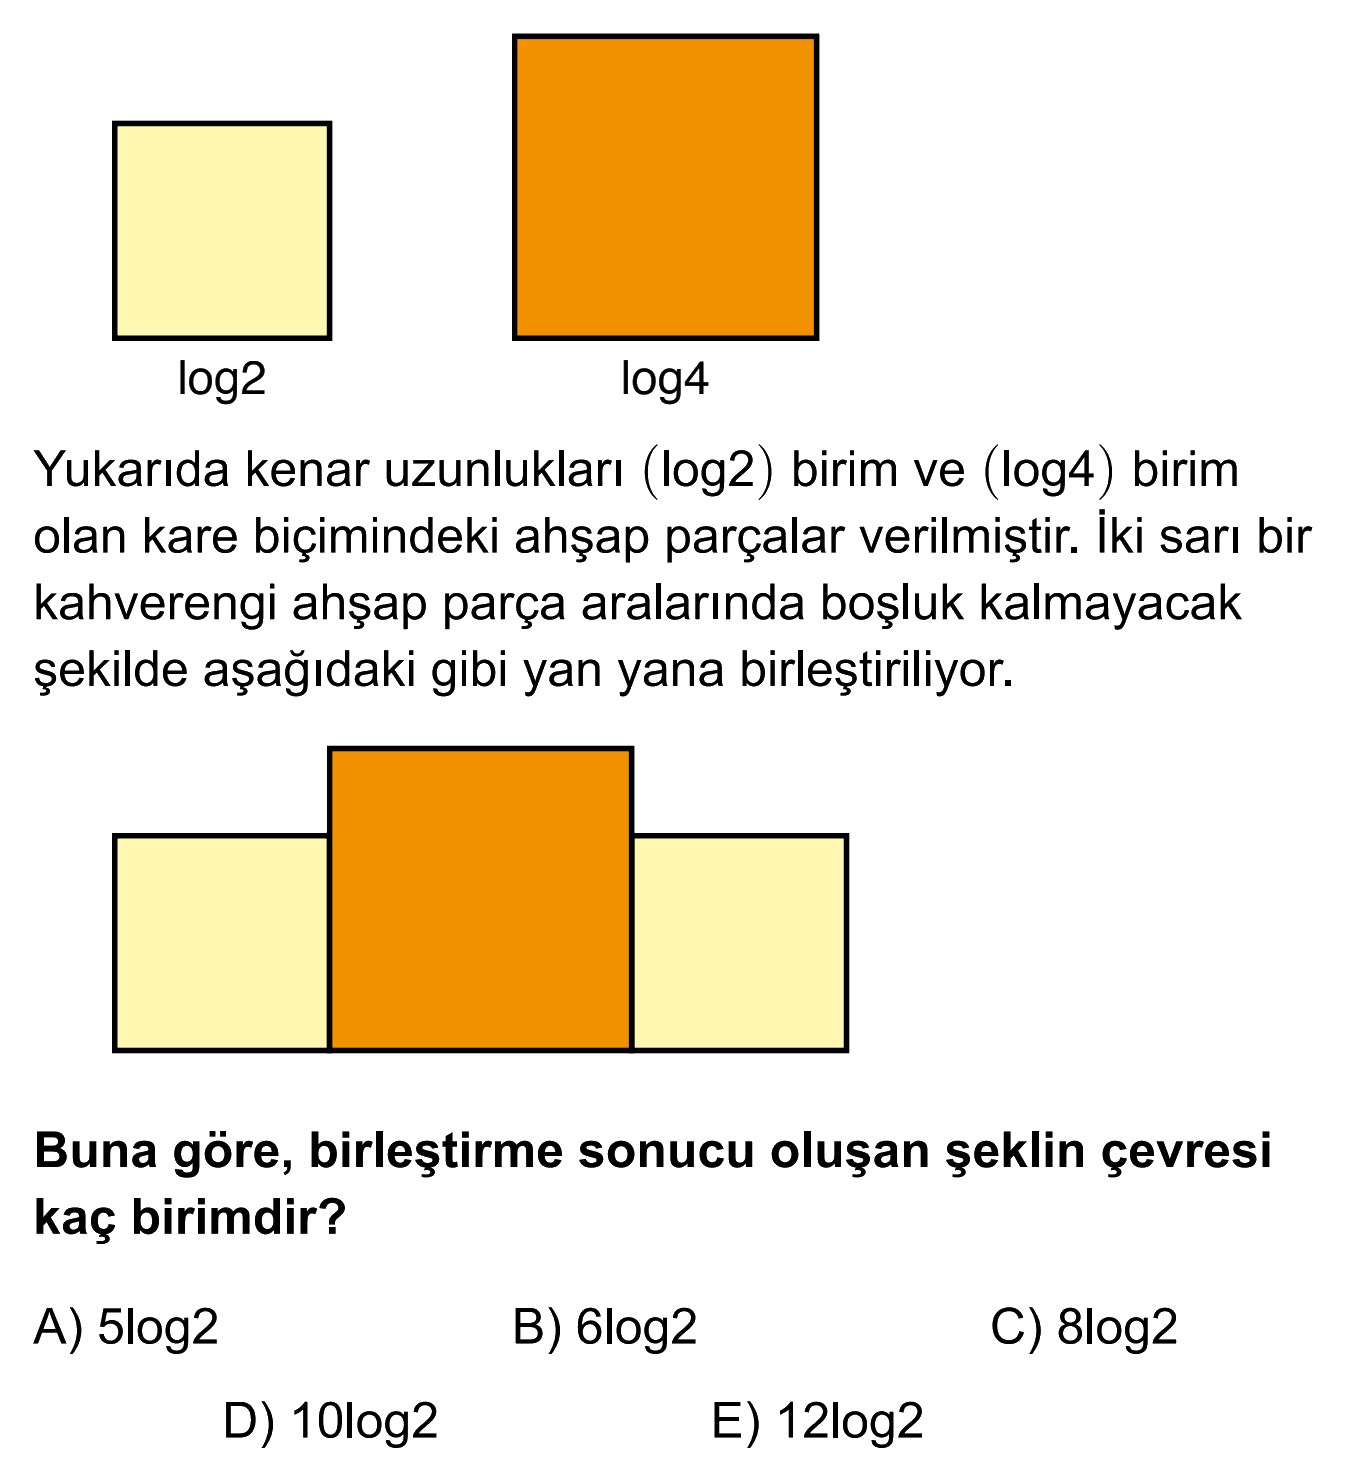 log2
log4
Yukarıda kenar uzunlukları (log2) birim ve (log4) birim
olan kare biçimindeki ahşap parçalar verilmiştir. İki sarı bir
kahverengi ahşap parça aralarında boşluk kalmayacak
şekilde aşağıdaki gibi yan yana birleştiriliyor.
Buna göre, birleştirme sonucu oluşan şeklin çevresi
kaç birimdir?
A) 5log2 B) 6log2 C) 8log2
D) 10log2 E) 12log2